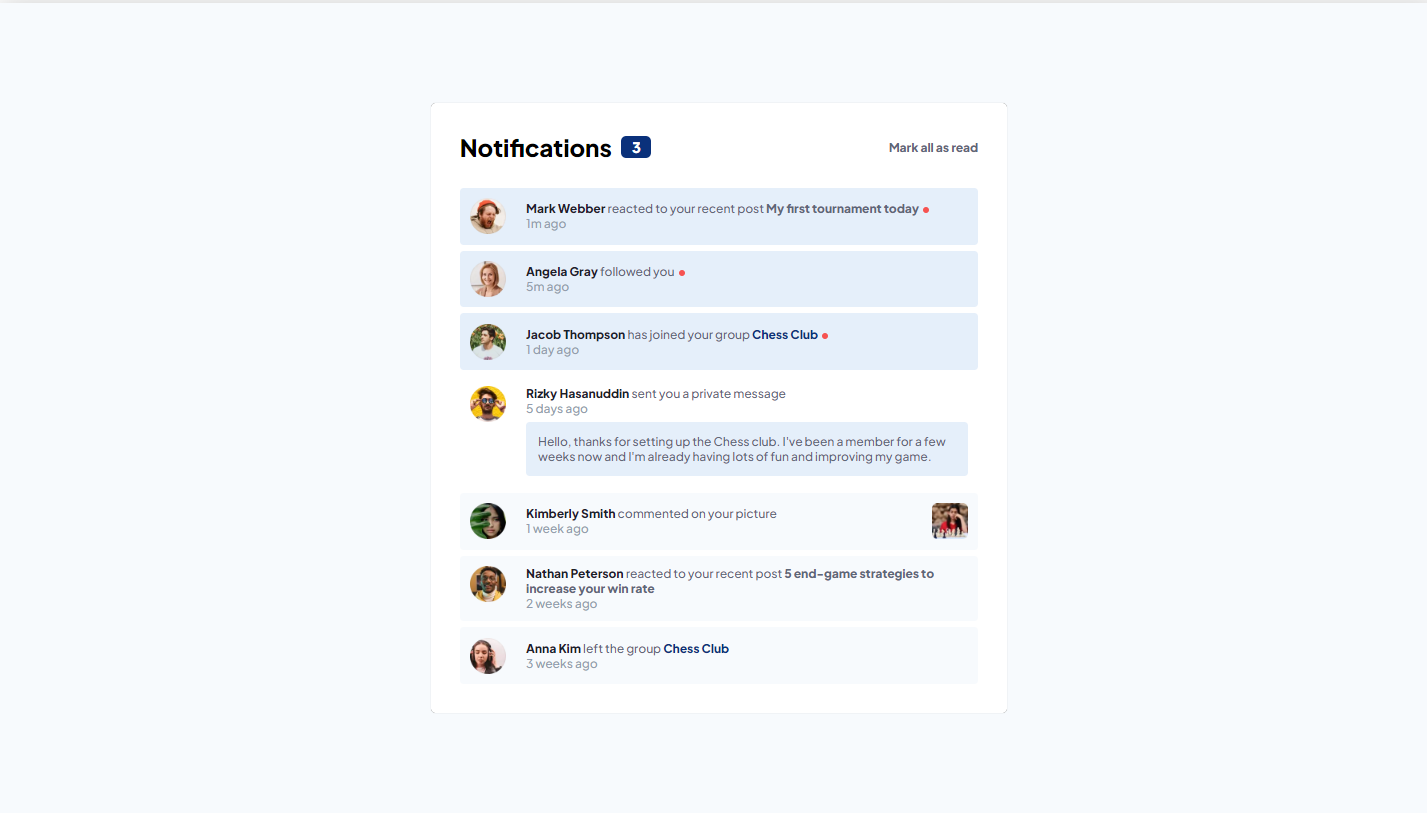 Notifications 3
Mark all as read
Mark Webber reacted to your recent post My first tournament today
1m ago
Angela Gray followed you
5m ago
Jacob Thompson has joined your group Chess Club
1 day ago
Rizky Hasanuddin sent you a private message
5 days ago
Hello, thanks for setting up the Chess club. I've been a member for a few
weeks now and I'm already having lots of fun and improving my game.
Kimberly Smith commented on your picture
1 week ago
Nathan Peterson reacted to your recent post 5 end-game strategies to
increase your win rate
2 weeks ago
Anna Kim left the group Chess Club
3 weeks ago